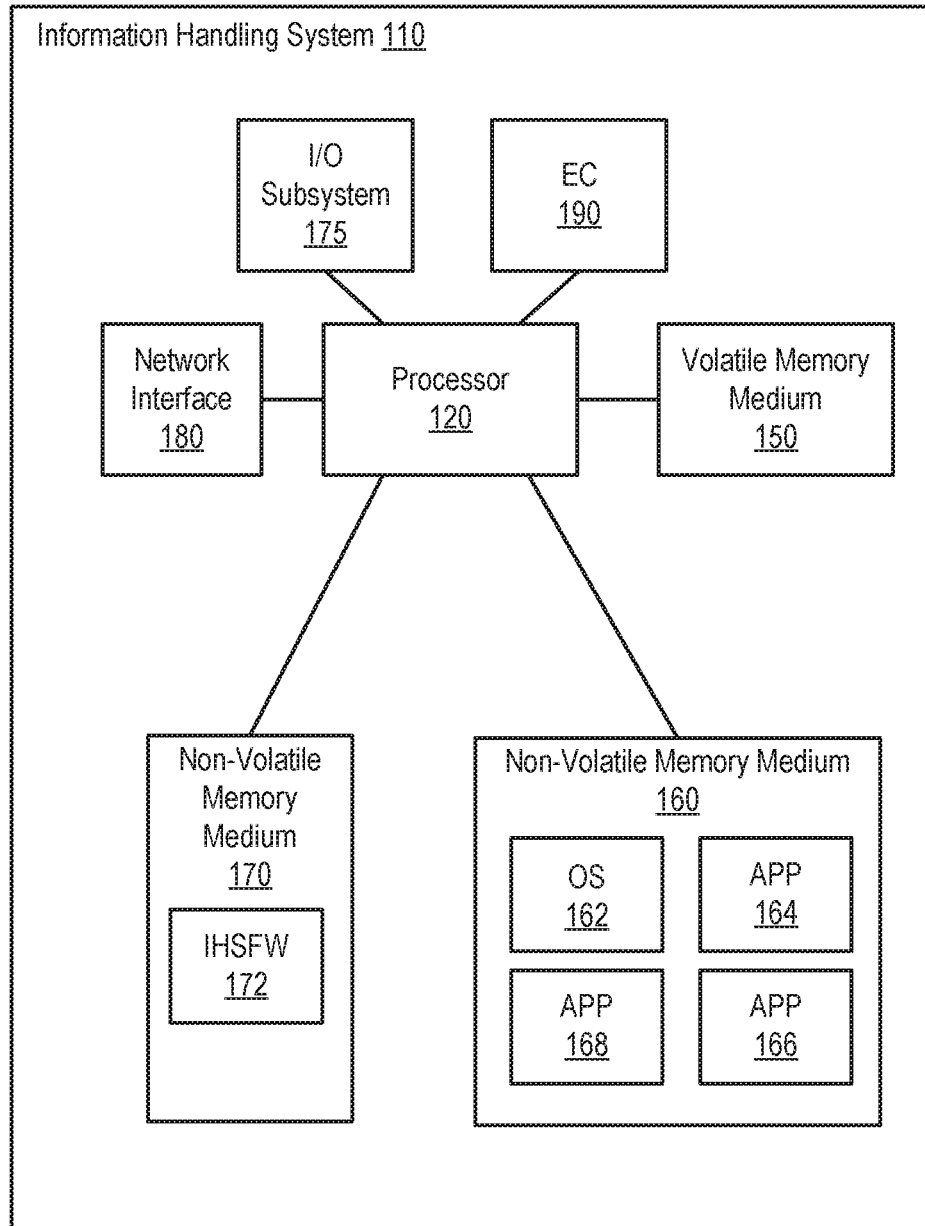 Information Handling System 110
I/O
Subsystem
175
EC
190
Network
Interface
180
Processor
120
Volatile Memory
Medium
150
Non-Volatile
Memory
Medium
170
IHSFW
172
Non-Volatile Memory Medium
160
OS
162
APP
164
APP
168
APP
166